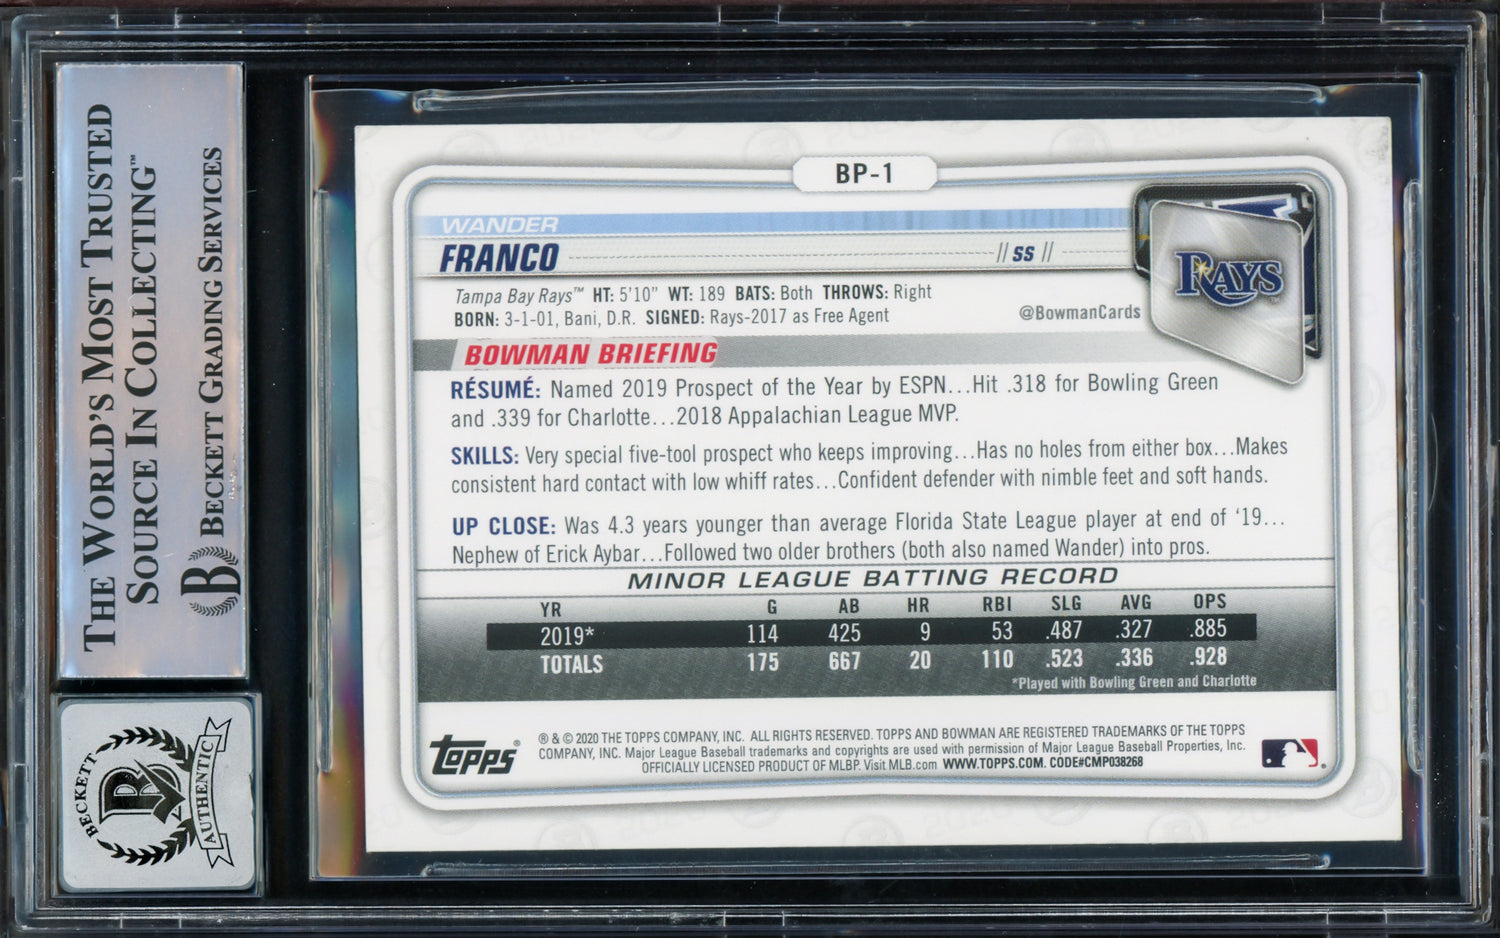 THE WORLD'S MOST TRUSTED
SOURCE IN COLLECTING™
B BECKETT GRADING SERVICES
BECKETT
AUTHENTIC
BP-1
WANDER
FRANCO
// SS //
RAYS
Tampa Bay Rays™ HT: 5'10" WT: 189 BATS: Both THROWS: Right
BORN: 3-1-01, Bani, D.R. SIGNED: Rays-2017 as Free Agent
@BowmanCards
BOWMAN BRIEFING
RÉSUMÉ: Named 2019 Prospect of the Year by ESPN...Hit .318 for Bowling Green
and .339 for Charlotte...2018 Appalachian League MVP.
SKILLS: Very special five-tool prospect who keeps improving...Has no holes from either box...Makes
consistent hard contact with low whiff rates...Confident defender with nimble feet and soft hands.
UP CLOSE: Was 4.3 years younger than average Florida State League player at end of '19...
Nephew of Erick Aybar...Followed two older brothers (both also named Wander) into pros.
MINOR LEAGUE BATTING RECORD
YR G AB HR RBI SLG AVG OPS
2019* 114 425 9 53 .487 .327 .885
TOTALS 175 667 20 110 .523 .336 .928
*Played with Bowling Green and Charlotte
Topps®
® & © 2020 THE TOPPS COMPANY, INC. ALL RIGHTS RESERVED. TOPPS AND BOWMAN ARE REGISTERED TRADEMARKS OF THE TOPPS
COMPANY, INC. Major League Baseball trademarks and copyrights are used with permission of Major League Baseball Properties, Inc.
OFFICIALLY LICENSED PRODUCT OF MLBP. Visit MLB.com WWW.TOPPS.COM. CODE#CMP038268